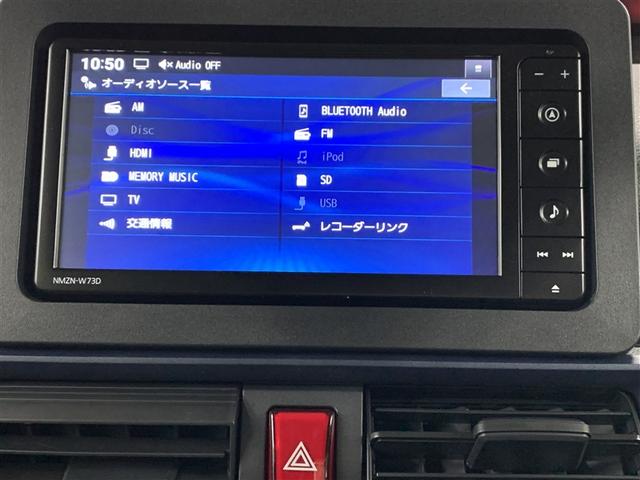 10:50 Audio OFF
オーディオソース一覧
AM
BLUETOOTH Audio
Disc
FM
HDMI
iPod
MEMORY MUSIC
SD
TV
USB
交通情報
レコーダーリンク
NMZN-W73D